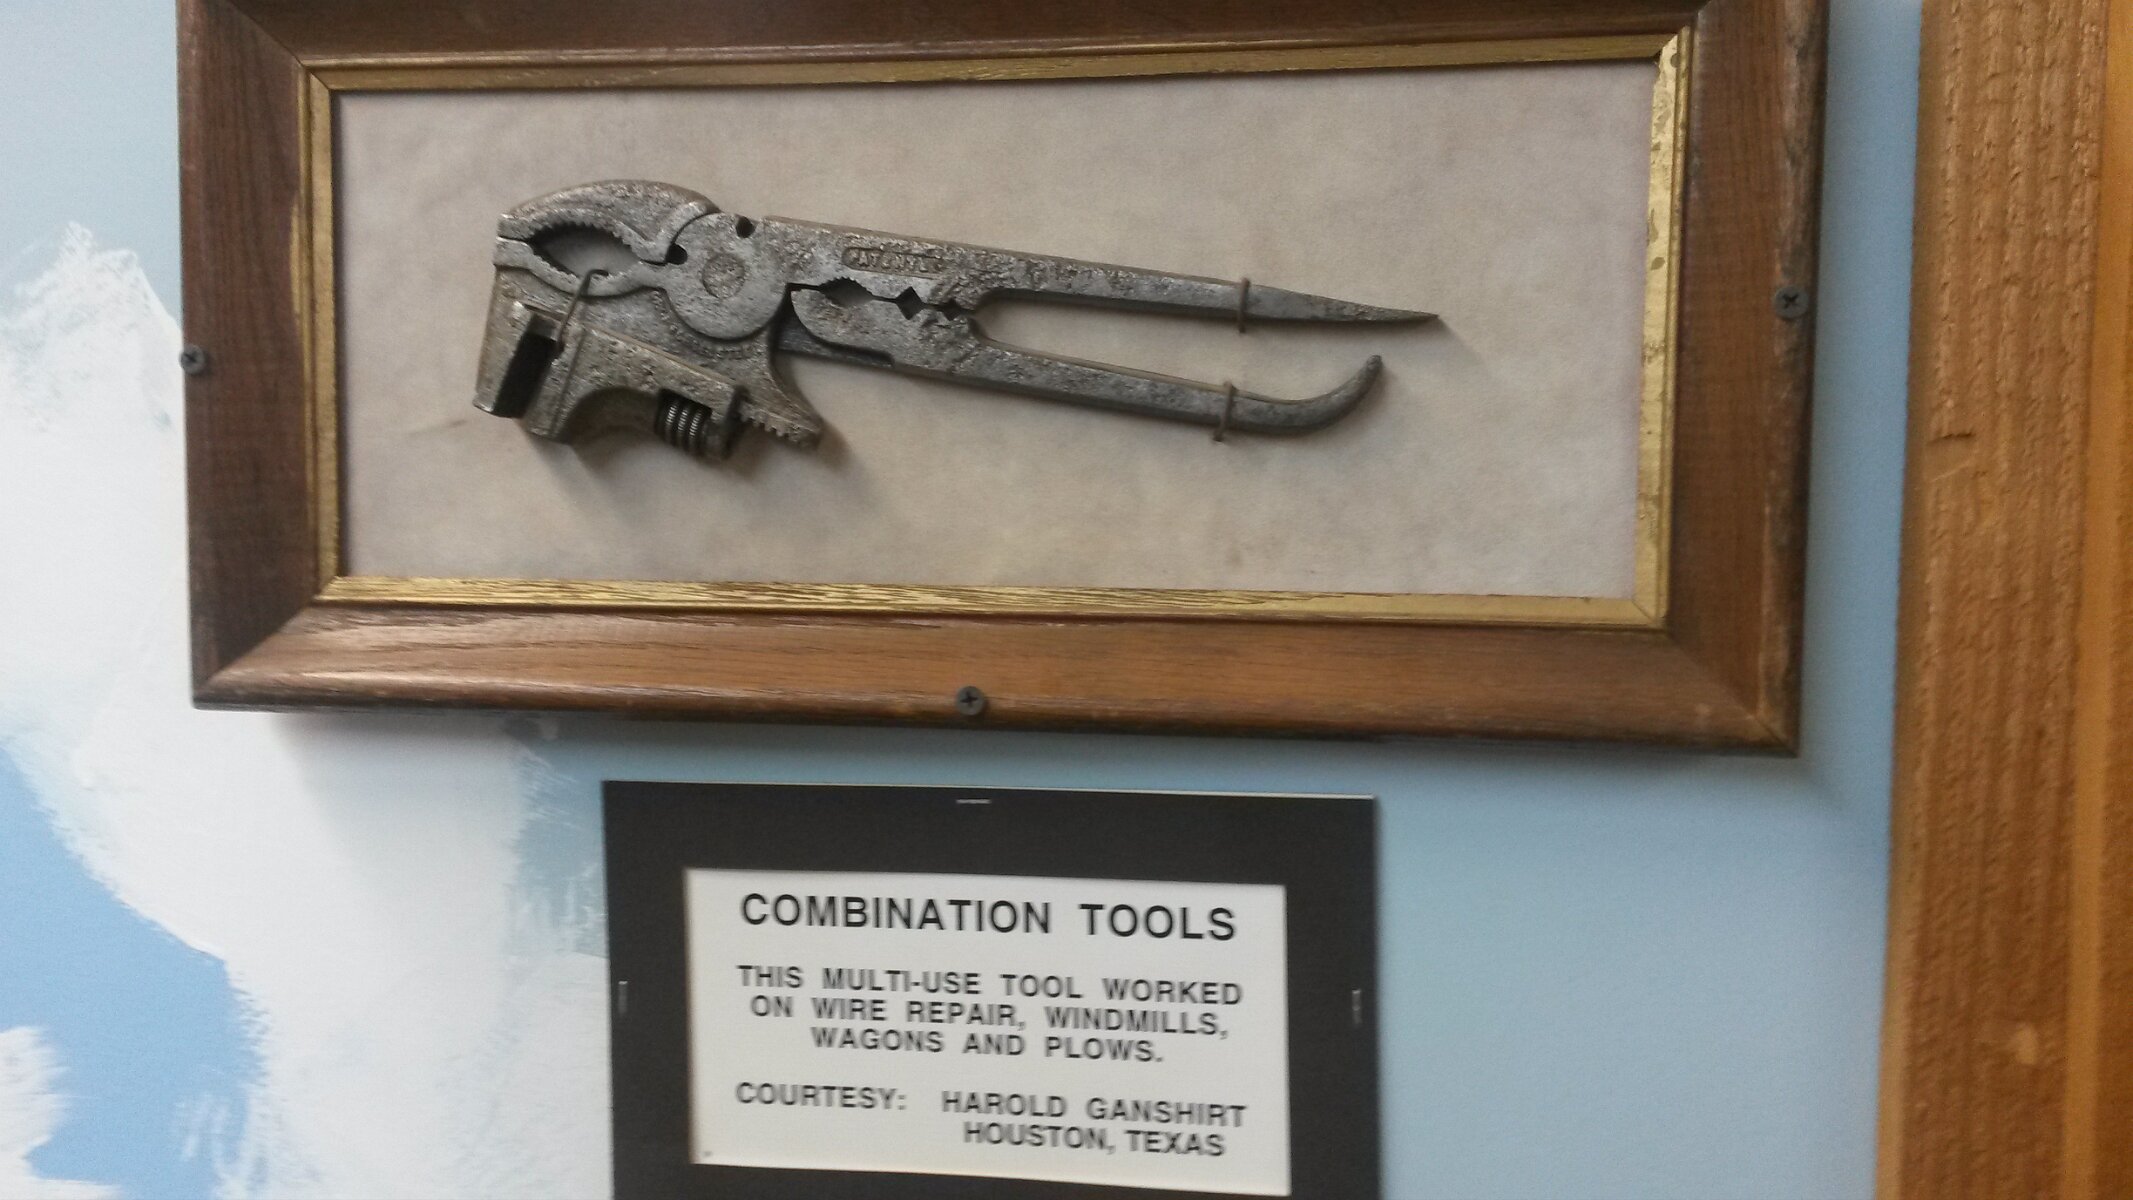 COMBINATION TOOLS
THIS MULTI-USE TOOL WORKED
ON WIRE REPAIR, WINDMILLS,
WAGONS AND PLOWS.
COURTESY: HAROLD GANSHIRT
HOUSTON, TEXAS